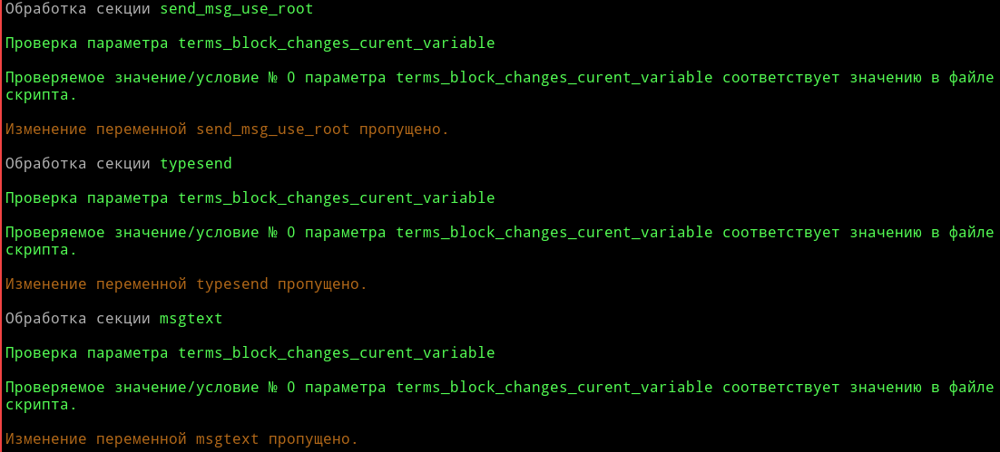 Обработка секции send_msg_use_root
Проверка параметра terms_block_changes_curent_variable
Проверяемое значение/условие № 0 параметра terms_block_changes_curent_variable соответствует значению в файле
скрипта.
Изменение переменной send_msg_use_root пропущено.
Обработка секции typesend
Проверка параметра terms_block_changes_curent_variable
Проверяемое значение/условие № 0 параметра terms_block_changes_curent_variable соответствует значению в файле
скрипта.
Изменение переменной typesend пропущено.
Обработка секции msgtext
Проверка параметра terms_block_changes_curent_variable
Проверяемое значение/условие № 0 параметра terms_block_changes_curent_variable соответствует значению в файле
скрипта.
Изменение переменной msgtext пропущено.